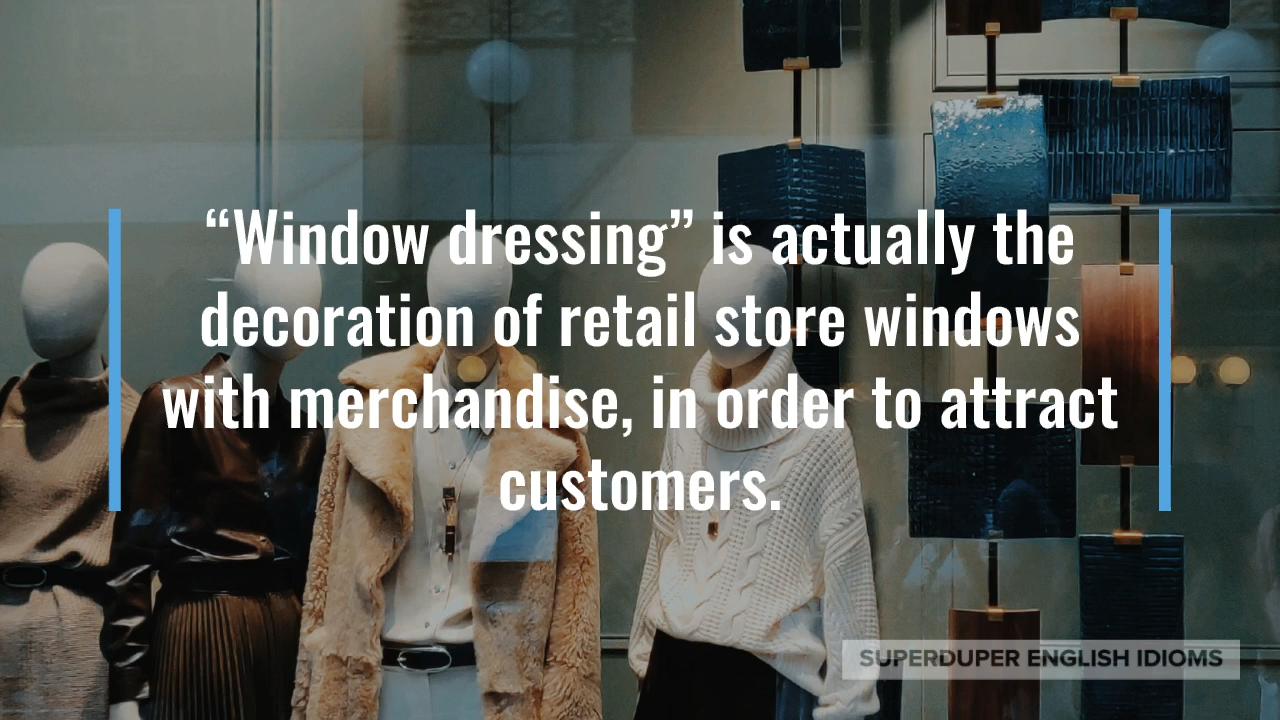 “Window dressing” is actually the
decoration of retail store windows
with merchandise, in order to attract
customers.
SUPERDUPER ENGLISH IDIOMS